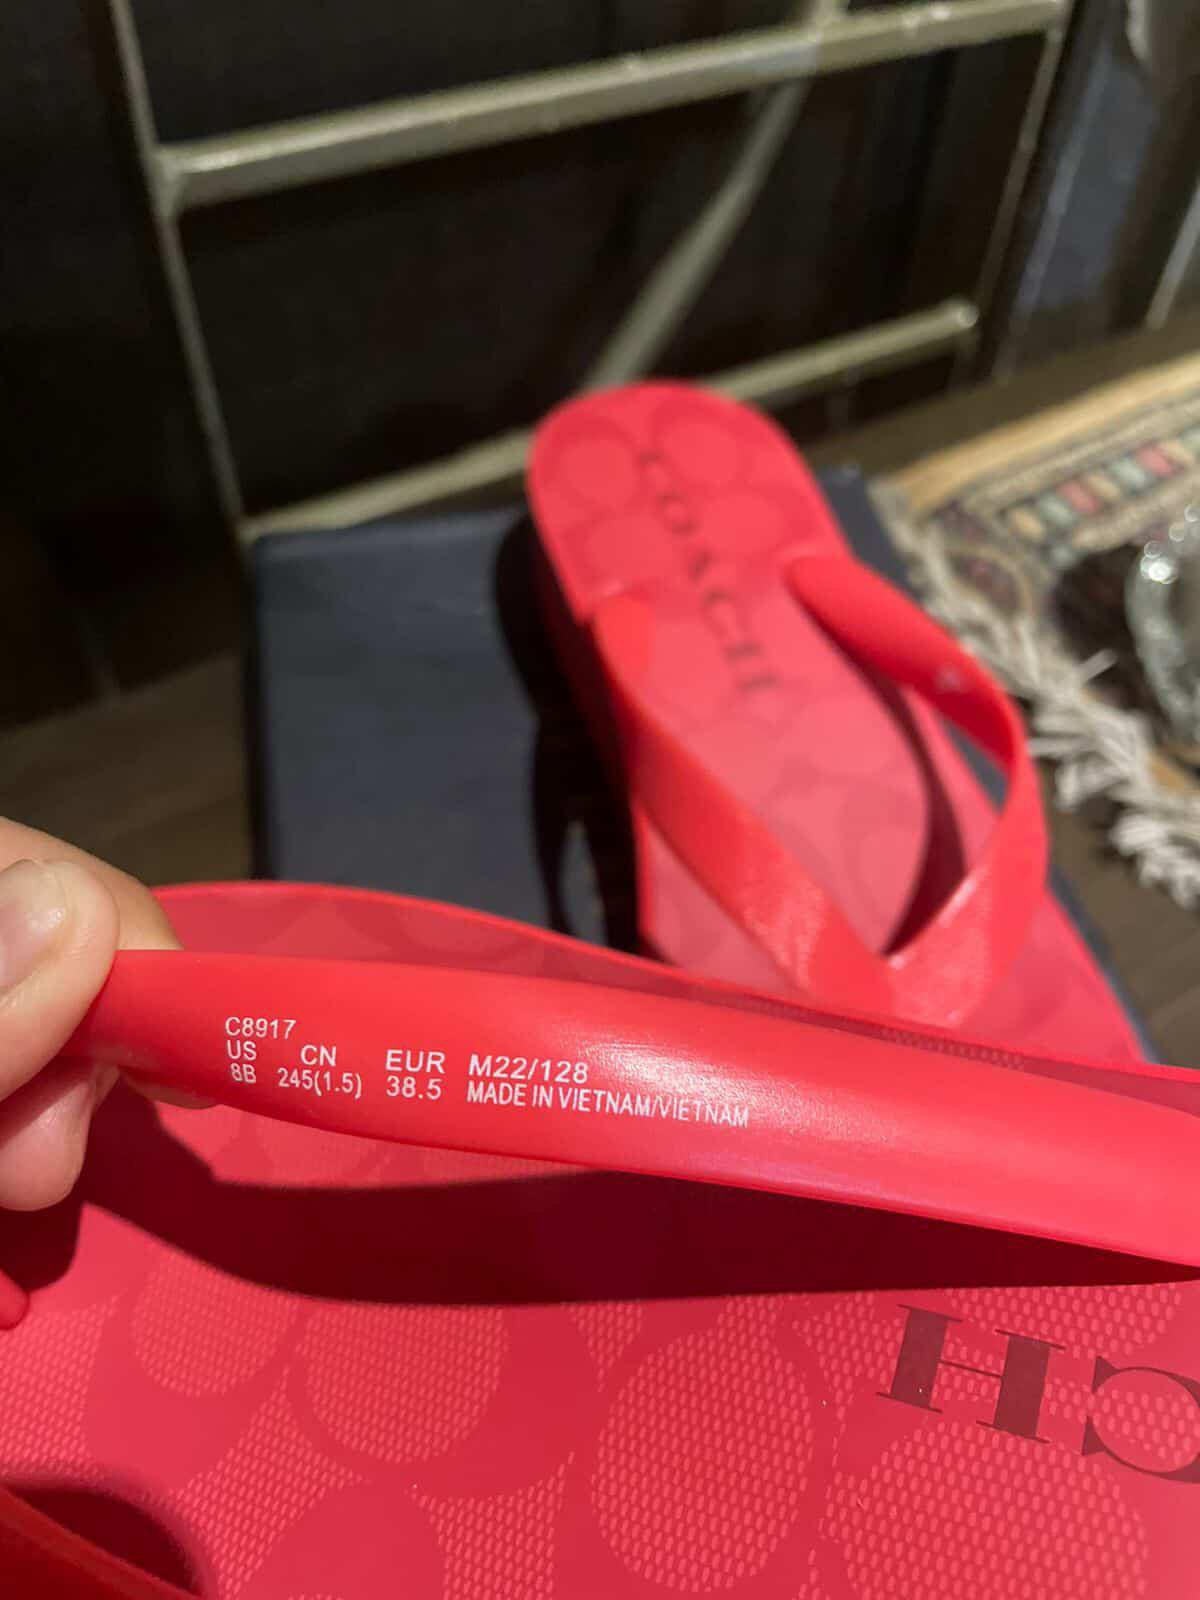 COACH
C8917
US CN EUR M22/128
8B 245(1.5) 38.5 MADE IN VIETNAM/VIETNAM
CH